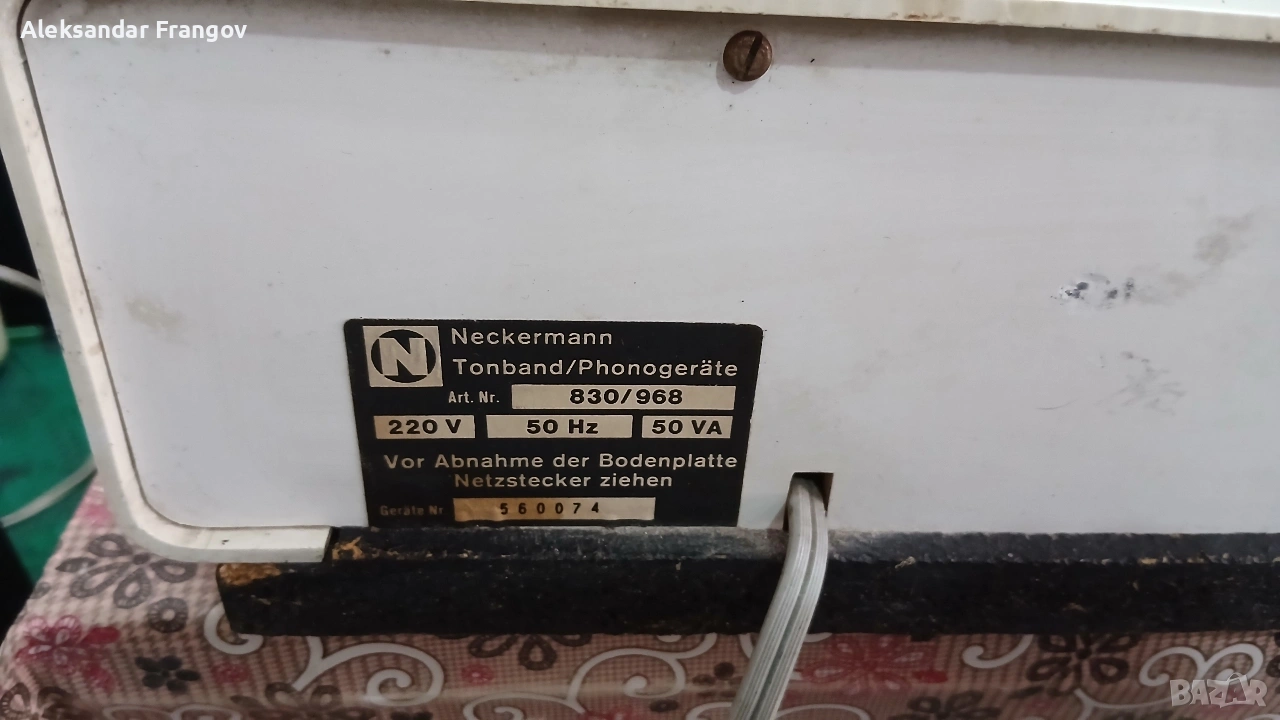 Aleksandar Frangov
N
Neckermann
Tonband/Phonogeräte
Art. Nr. 830/968
220 V 50 Hz 50 VA
Vor Abnahme der Bodenplatte
Netzstecker ziehen
Geräte Nr 560074
BAZAR